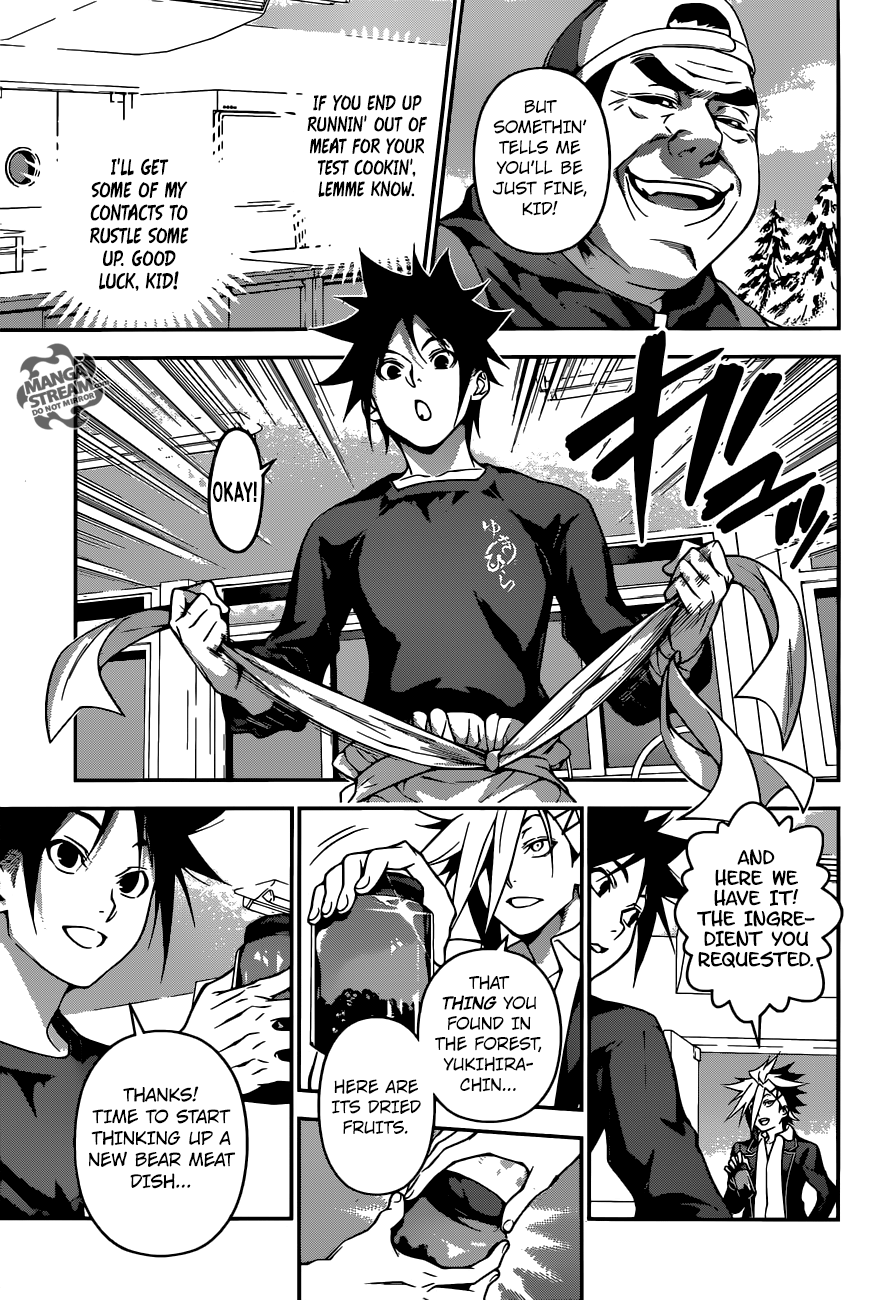 BUT
SOMETHIN'
TELLS ME
YOU'LL BE
JUST FINE,
KID!
IF YOU END UP
RUNNIN' OUT OF
MEAT FOR YOUR
TEST COOKIN',
LEMME KNOW.
I'LL GET
SOME OF MY
CONTACTS TO
RUSTLE SOME
UP. GOOD
LUCK, KID!
MANGA
STREAM.com
DO NOT MIRROR!
OKAY!
ゆきひら
AND
HERE WE
HAVE IT!
THE INGRE-
DIENT YOU
REQUESTED.
THAT
THING YOU
FOUND IN
THE FOREST,
YUKIHIRA-
CHIN...
HERE ARE
ITS DRIED
FRUITS.
THANKS!
TIME TO START
THINKING UP A
NEW BEAR MEAT
DISH...